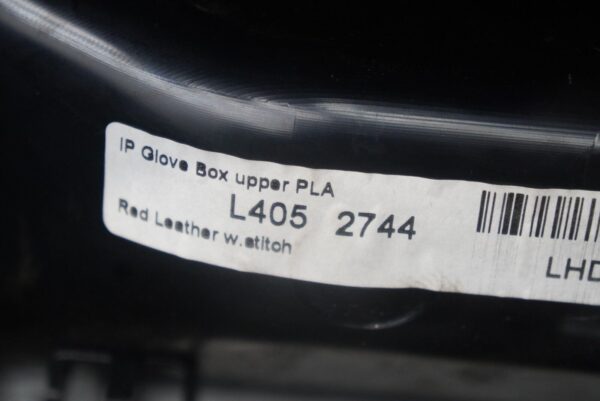 IP Glove Box upper PLA
L405 2744
Red Leather w.stitch
LHD